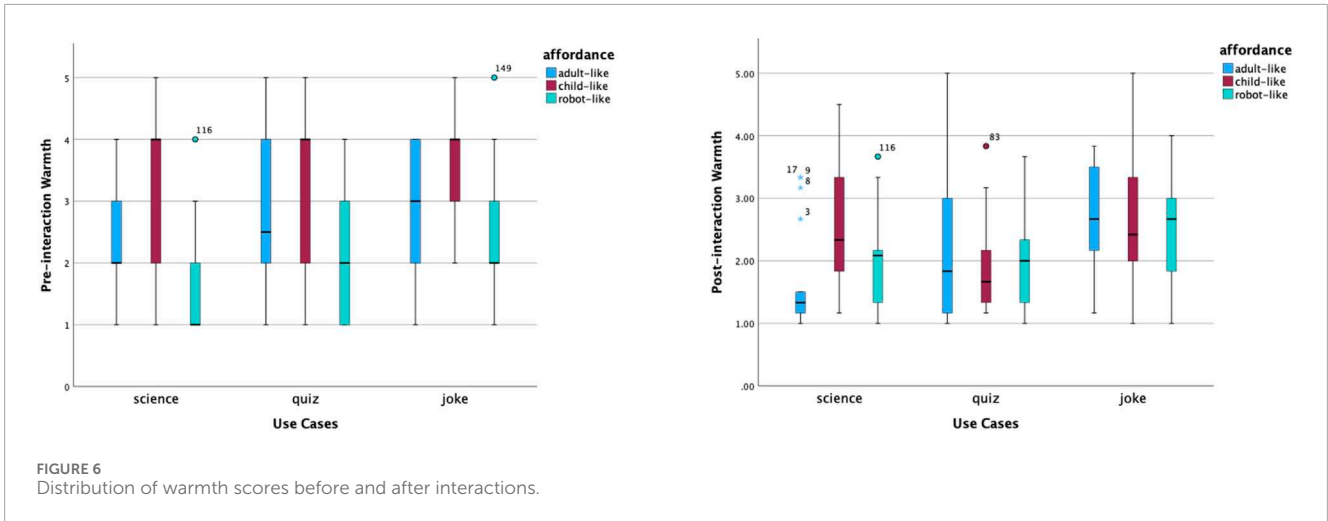 affordance
adult-like
child-like
robot-like
Pre-interaction Warmth
5
4
3
2
1
0
116
149
science
quiz
joke
Use Cases
affordance
adult-like
child-like
robot-like
Post-interaction Warmth
5.00
4.00
3.00
2.00
1.00
.00
17 9
8
3
116
83
science
quiz
joke
Use Cases
FIGURE 6
Distribution of warmth scores before and after interactions.